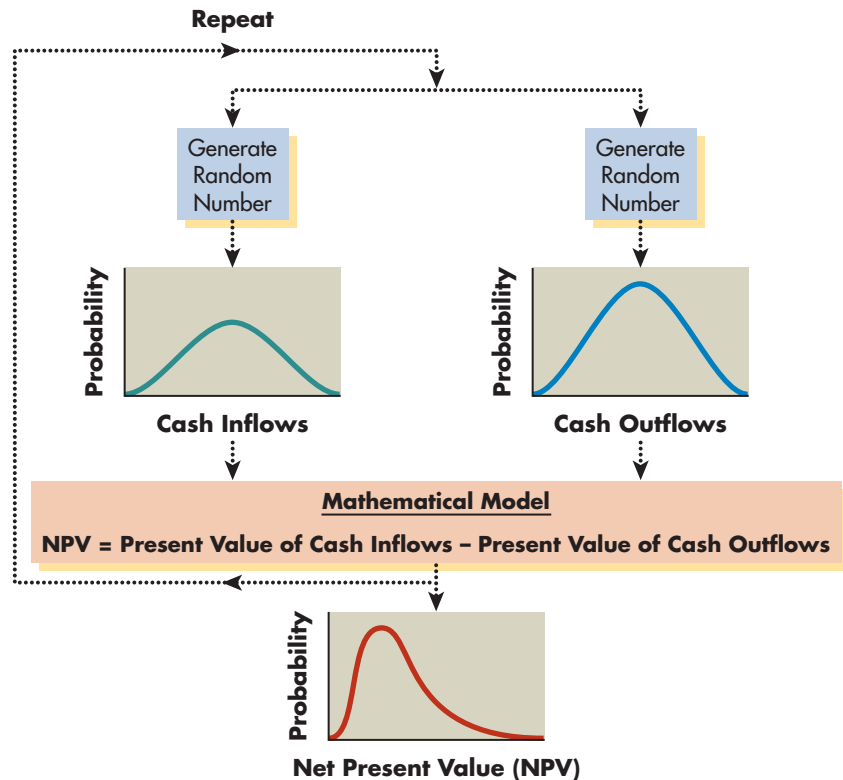 Repeat
Generate
Random
Number
Generate
Random
Number
Probability
Cash Inflows
Probability
Cash Outflows
Mathematical Model
NPV = Present Value of Cash Inflows – Present Value of Cash Outflows
Probability
Net Present Value (NPV)